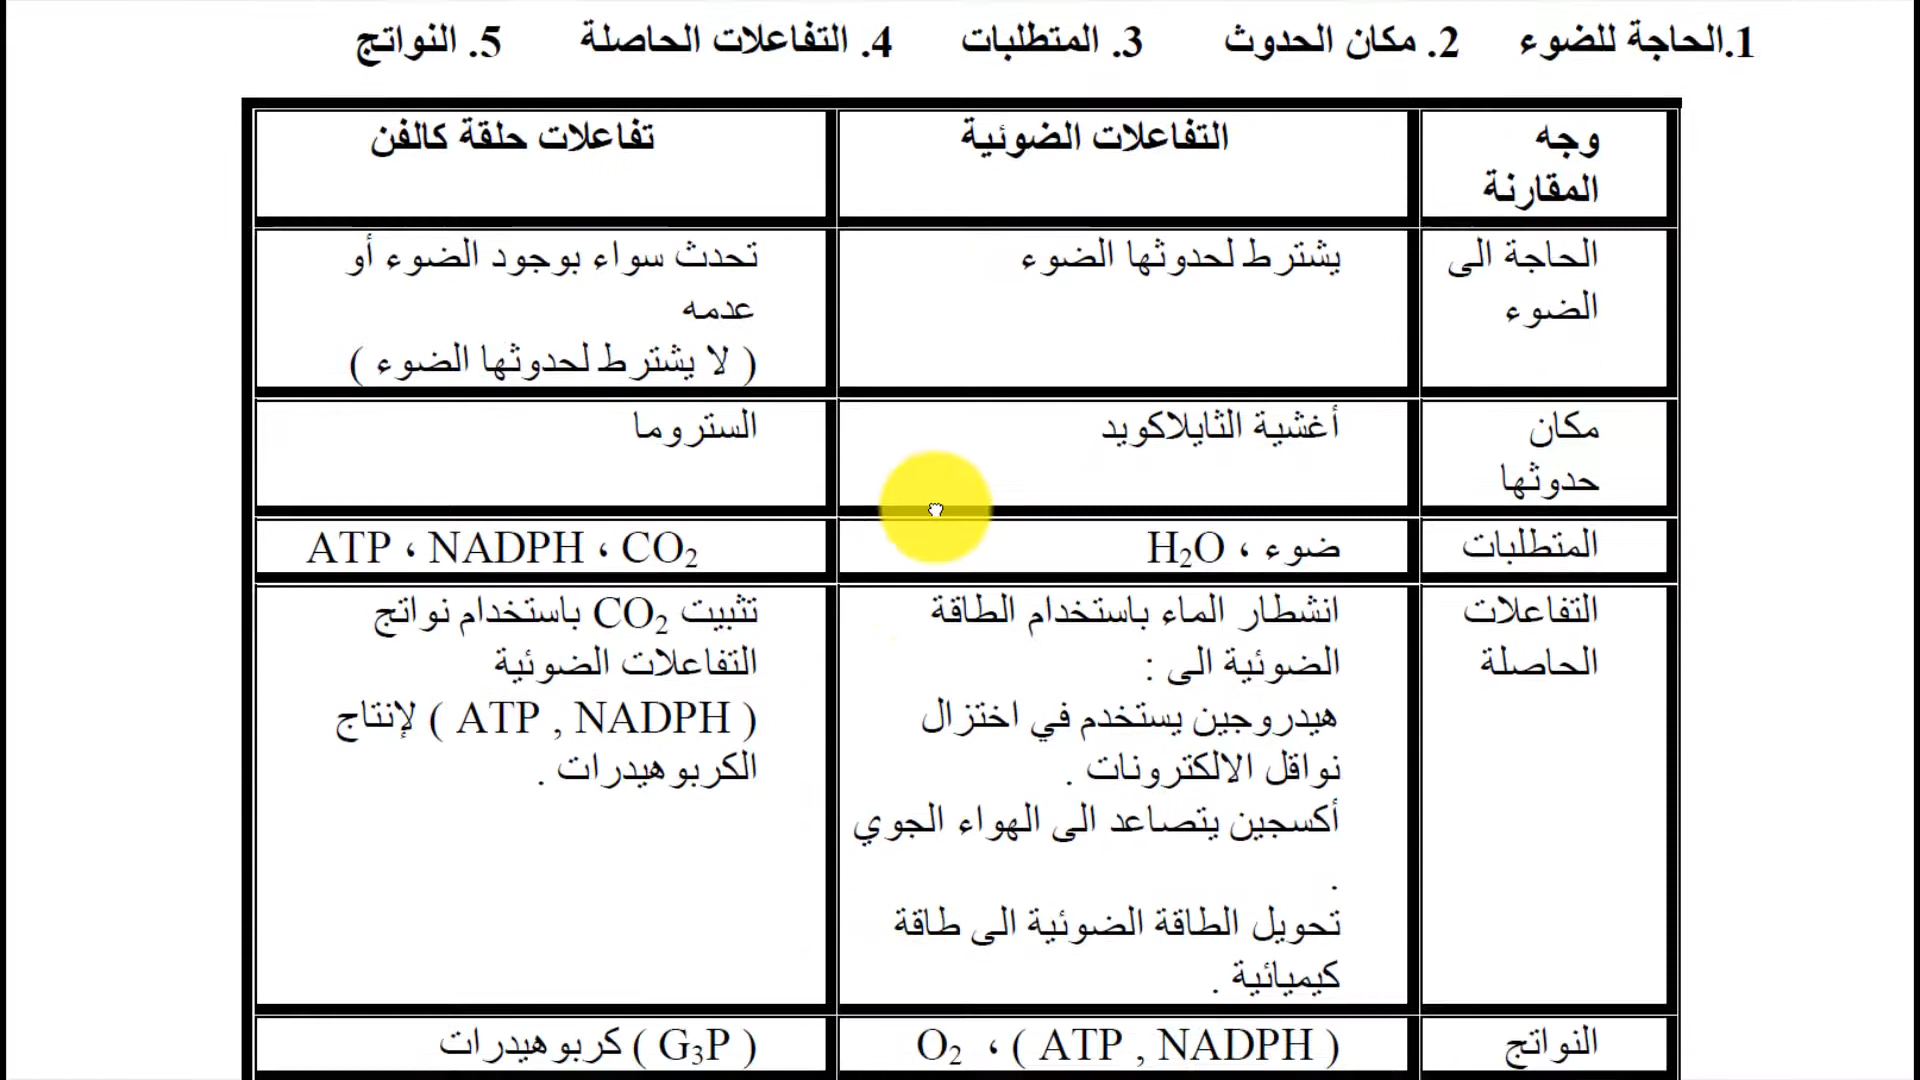 1.الحاجة للضوء 2. مكان الحدوث 3. المتطلبات 4. التفاعلات الحاصلة 5. النواتج
وجه
المقارنة
التفاعلات الضوئية
تفاعلات حلقة كالفن
الحاجة الى
الضوء
يشترط لحدوثها الضوء
تحدث سواء بوجود الضوء أو
عدمه
( لا يشترط لحدوثها الضوء )
مكان
حدوثها
أغشية الثايلاكويد
الستروما
المتطلبات
ضوء ، H₂O
ATP ، NADPH ، CO₂
التفاعلات
الحاصلة
انشطار الماء باستخدام الطاقة
الضوئية الى :
هيدروجين يستخدم في اختزال
نواقل الالكترونات .
أكسجين يتصاعد الى الهواء الجوي
.
تحويل الطاقة الضوئية الى طاقة
كيميائية .
تثبيت CO₂ باستخدام نواتج
التفاعلات الضوئية
( ATP , NADPH ) لإنتاج
الكربوهيدرات .
النواتج
( ATP , NADPH ) ، O₂
( G₃P ) كربوهيدرات